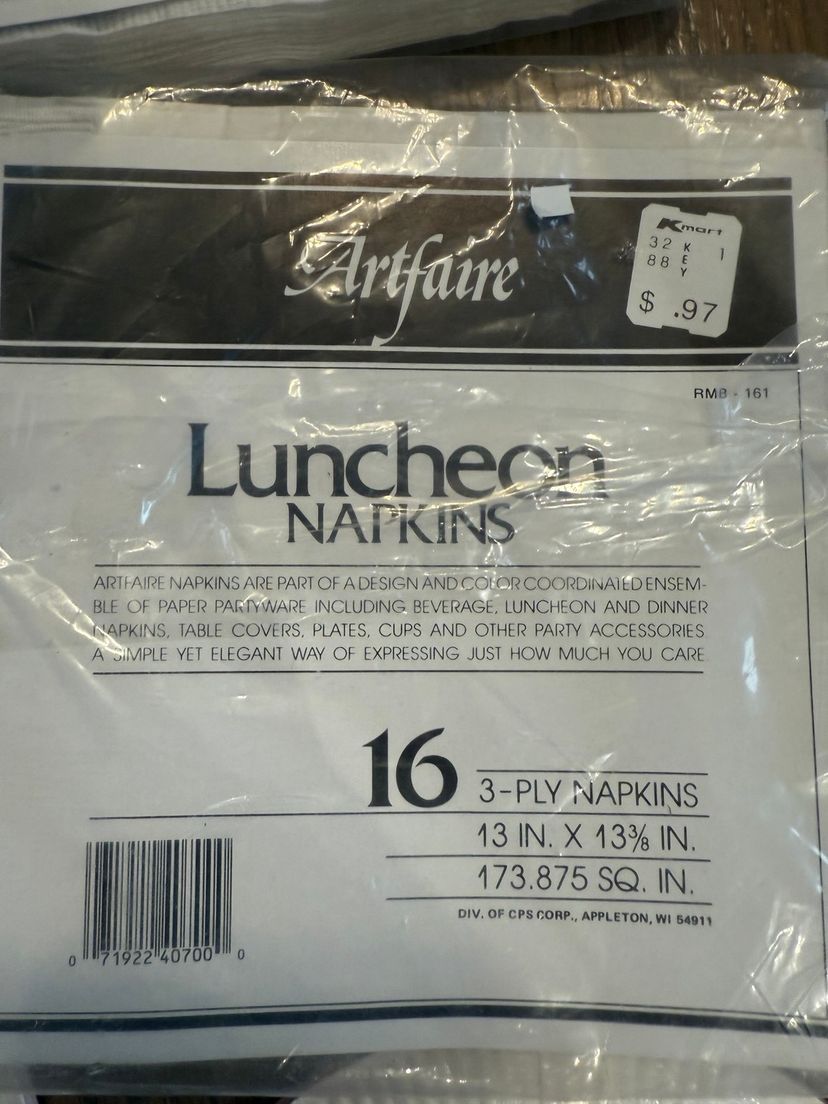 Artfaire
Kmart
32 K 1
88 E
Y
$ .97
RMB - 161
Luncheon
NAPKINS
ARTFAIRE NAPKINS ARE PART OF A DESIGN AND COLOR COORDINATED ENSEM-
BLE OF PAPER PARTYWARE INCLUDING BEVERAGE, LUNCHEON AND DINNER
NAPKINS, TABLE COVERS, PLATES, CUPS AND OTHER PARTY ACCESSORIES
A SIMPLE YET ELEGANT WAY OF EXPRESSING JUST HOW MUCH YOU CARE
16 3-PLY NAPKINS
13 IN. X 13⅜ IN.
173.875 SQ. IN.
DIV. OF CPS CORP., APPLETON, WI 54911
0 71922 40700 0